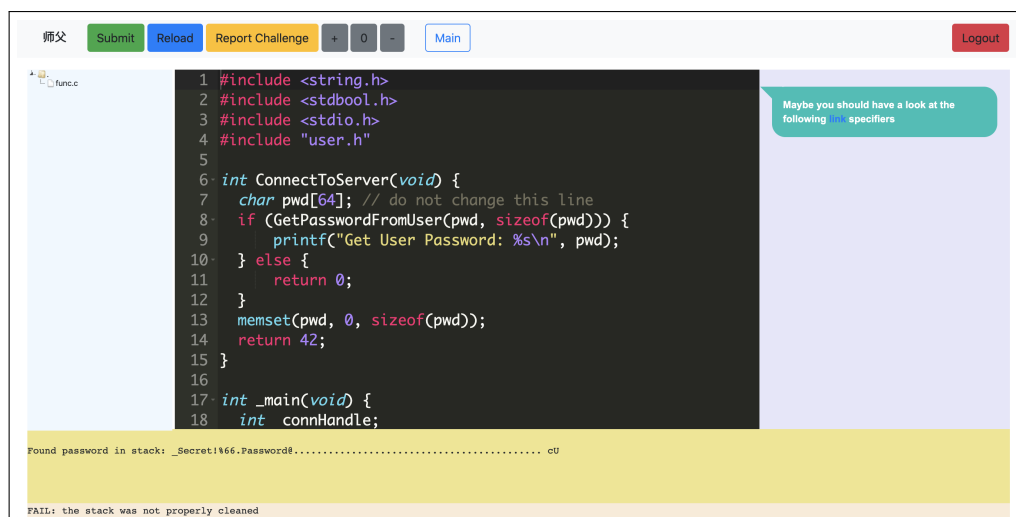 师父 Submit Reload Report Challenge + 0 - Main Logout
func.c
1 #include <string.h>
2 #include <stdbool.h>
3 #include <stdio.h>
4 #include "user.h"
5
6 int ConnectToServer(void) {
7 char pwd[64]; // do not change this line
8 if (GetPasswordFromUser(pwd, sizeof(pwd))) {
9 printf("Get User Password: %s\n", pwd);
10 } else {
11 return 0;
12 }
13 memset(pwd, 0, sizeof(pwd));
14 return 42;
15 }
16
17 int _main(void) {
18 int connHandle;
Maybe you should have a look at the
following link specifiers
Found password in stack: _Secret!%66.Password@........................................... cU
FAIL: the stack was not properly cleaned